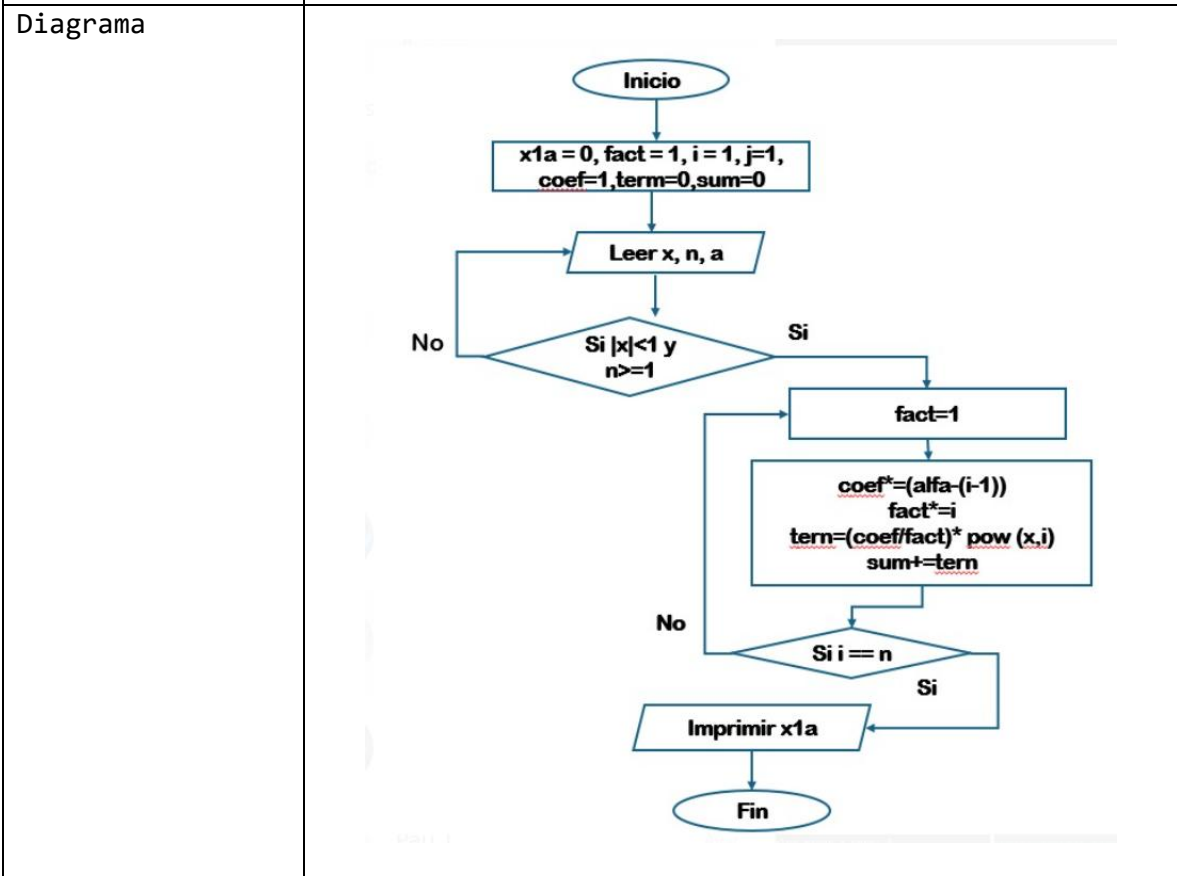 Diagrama
Inicio
x1a = 0, fact = 1, i = 1, j=1,
coef=1,term=0,sum=0
Leer x, n, a
No
Si |x|<1 y
n>=1
Si
fact=1
coef*=(alfa-(i-1))
fact*=i
tern=(coef/fact)* pow (x,i)
sum+=tern
No
Si i == n
Si
Imprimir x1a
Fin